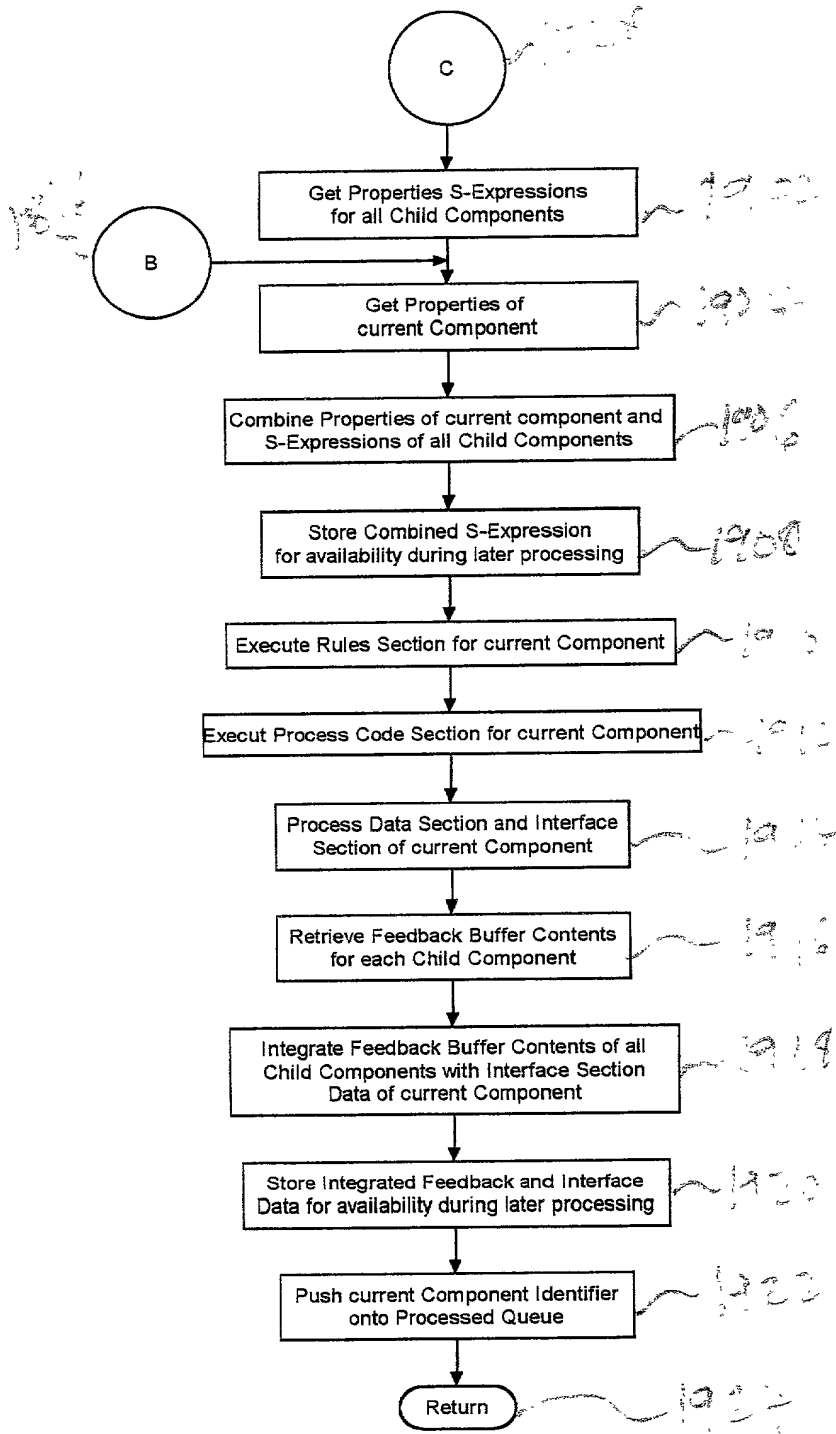 C
Get Properties S-Expressions
for all Child Components
B
Get Properties of
current Component
Combine Properties of current component and
S-Expressions of all Child Components
1906
Store Combined S-Expression
for availability during later processing
1908
Execute Rules Section for current Component
Execut Process Code Section for current Component
Process Data Section and Interface
Section of current Component
Retrieve Feedback Buffer Contents
for each Child Component
Integrate Feedback Buffer Contents of all
Child Components with Interface Section
Data of current Component
1918
Store Integrated Feedback and Interface
Data for availability during later processing
Push current Component Identifier
onto Processed Queue
1922
Return